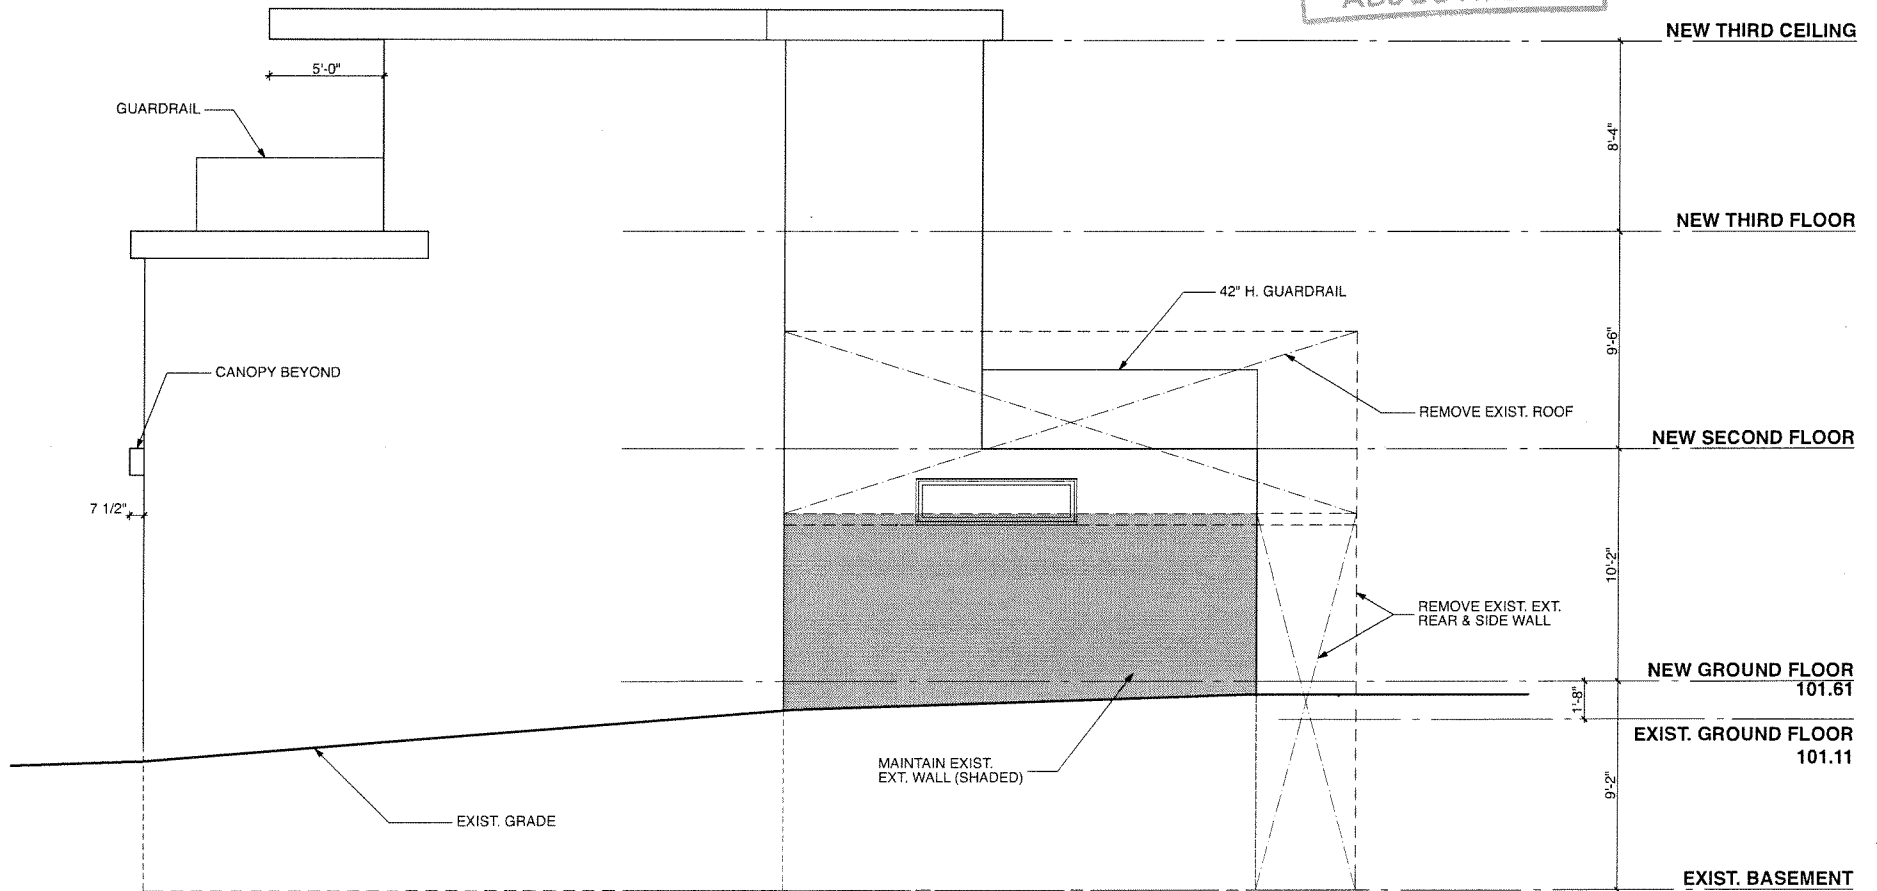 NEW THIRD CEILING
5'-0"
GUARDRAIL
8'-4"
NEW THIRD FLOOR
42" H. GUARDRAIL
9'-6"
CANOPY BEYOND
REMOVE EXIST. ROOF
NEW SECOND FLOOR
7 1/2"
10'-2"
REMOVE EXIST. EXT.
REAR & SIDE WALL
NEW GROUND FLOOR
101.61
1'-8"
EXIST. GROUND FLOOR
101.11
MAINTAIN EXIST.
EXT. WALL (SHADED)
9'-2"
EXIST. GRADE
EXIST. BASEMENT